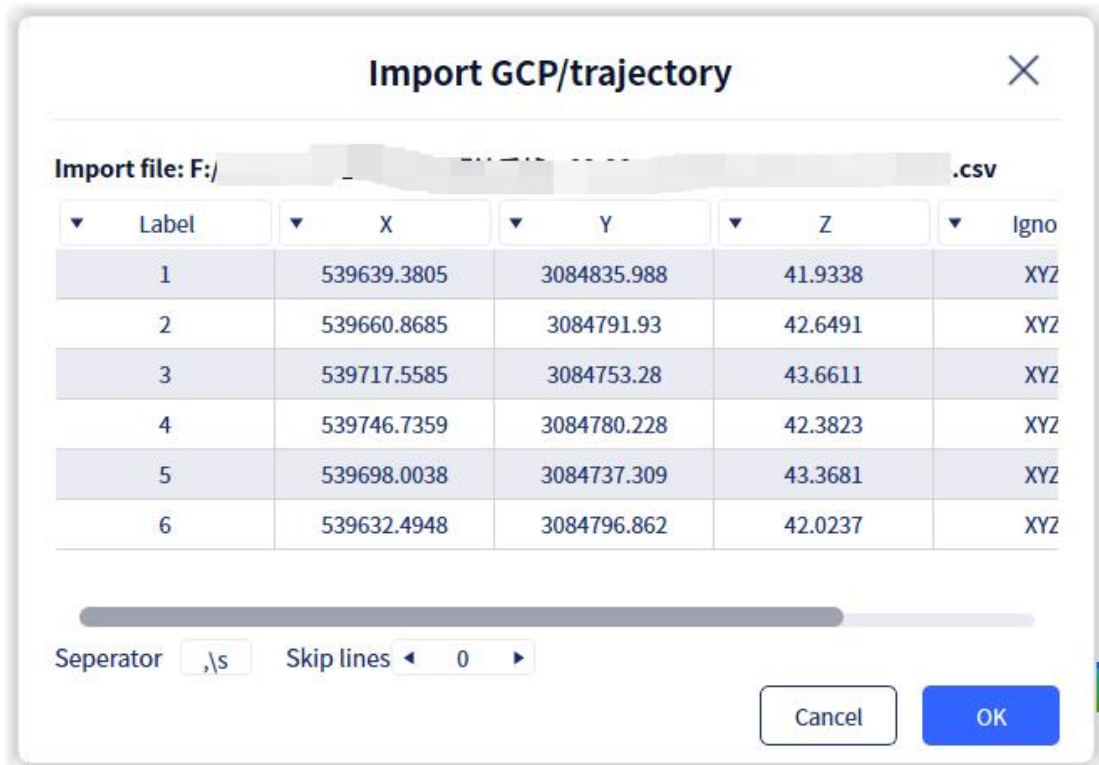 Import GCP/trajectory
Import file: F:/ .csv
Label X Y Z Igno
1 539639.3805 3084835.988 41.9338 XYZ
2 539660.8685 3084791.93 42.6491 XYZ
3 539717.5585 3084753.28 43.6611 XYZ
4 539746.7359 3084780.228 42.3823 XYZ
5 539698.0038 3084737.309 43.3681 XYZ
6 539632.4948 3084796.862 42.0237 XYZ
Seperator ,\s Skip lines 0
Cancel OK